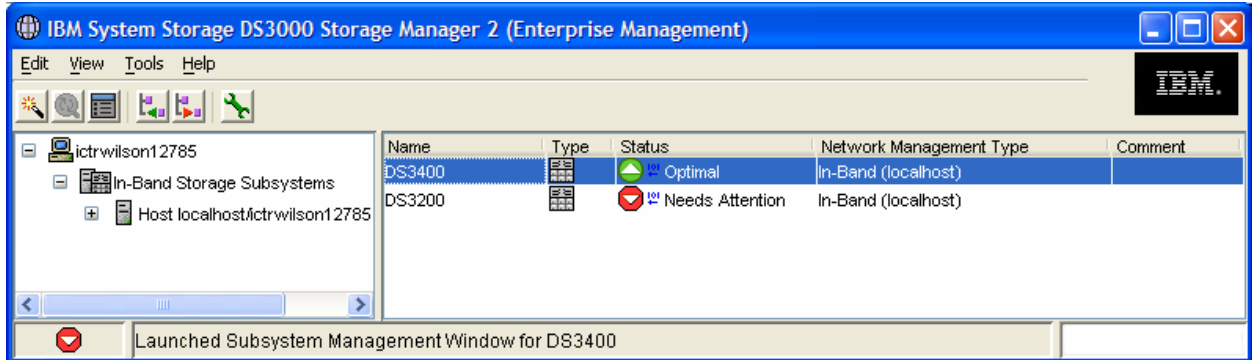 IBM System Storage DS3000 Storage Manager 2 (Enterprise Management)
Edit View Tools Help
IBM.
ictrwilson12785
In-Band Storage Subsystems
Host localhost/ictrwilson12785
Name Type Status Network Management Type Comment
DS3400 Optimal In-Band (localhost)
DS3200 Needs Attention In-Band (localhost)
Launched Subsystem Management Window for DS3400